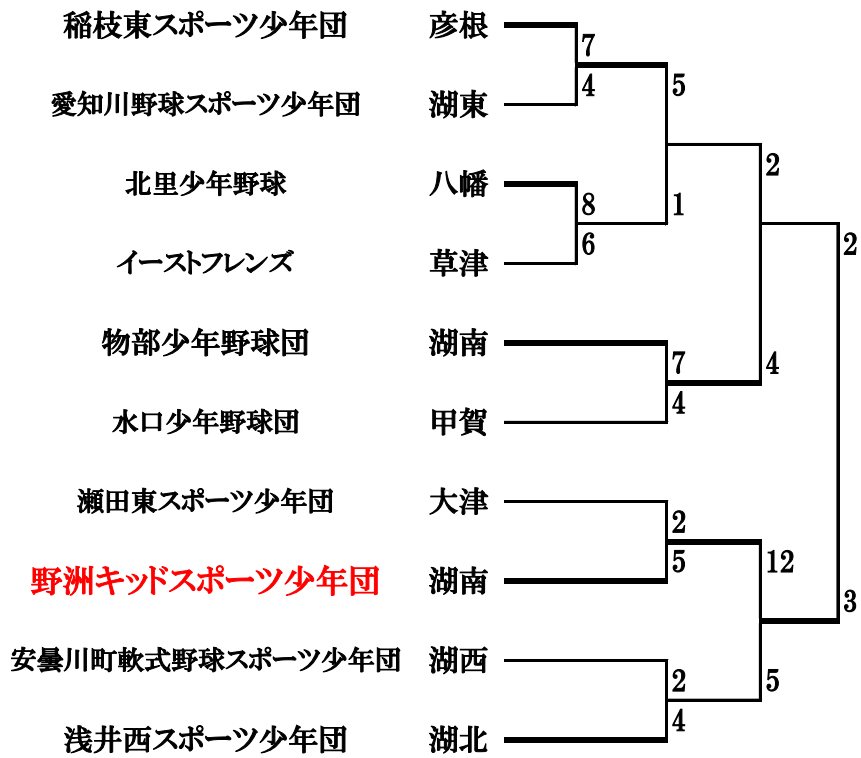 稲枝東スポーツ少年団 彦根
7
4
愛知川野球スポーツ少年団 湖東
5
2
北里少年野球 八幡
8
1
6
2
イーストフレンズ 草津
物部少年野球団 湖南
7
4
4
水口少年野球団 甲賀
瀬田東スポーツ少年団 大津
2
5
12
野洲キッドスポーツ少年団 湖南
3
安曇川町軟式野球スポーツ少年団 湖西
2
5
4
浅井西スポーツ少年団 湖北